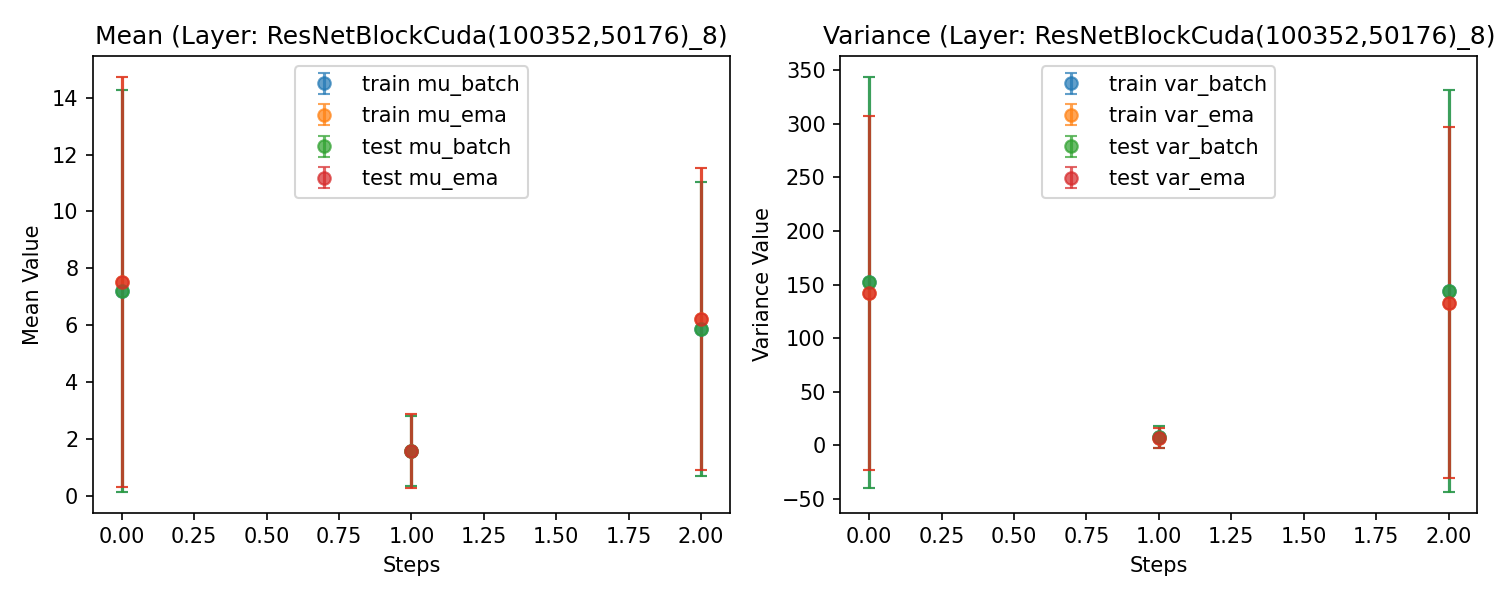 Mean (Layer: ResNetBlockCuda(100352,50176)_8)
train mu_batch
train mu_ema
test mu_batch
test mu_ema
Mean Value
14
12
10
8
6
4
2
0
0.00 0.25 0.50 0.75 1.00 1.25 1.50 1.75 2.00
Steps
Variance (Layer: ResNetBlockCuda(100352,50176)_8)
train var_batch
train var_ema
test var_batch
test var_ema
Variance Value
350
300
250
200
150
100
50
0
−50
0.00 0.25 0.50 0.75 1.00 1.25 1.50 1.75 2.00
Steps